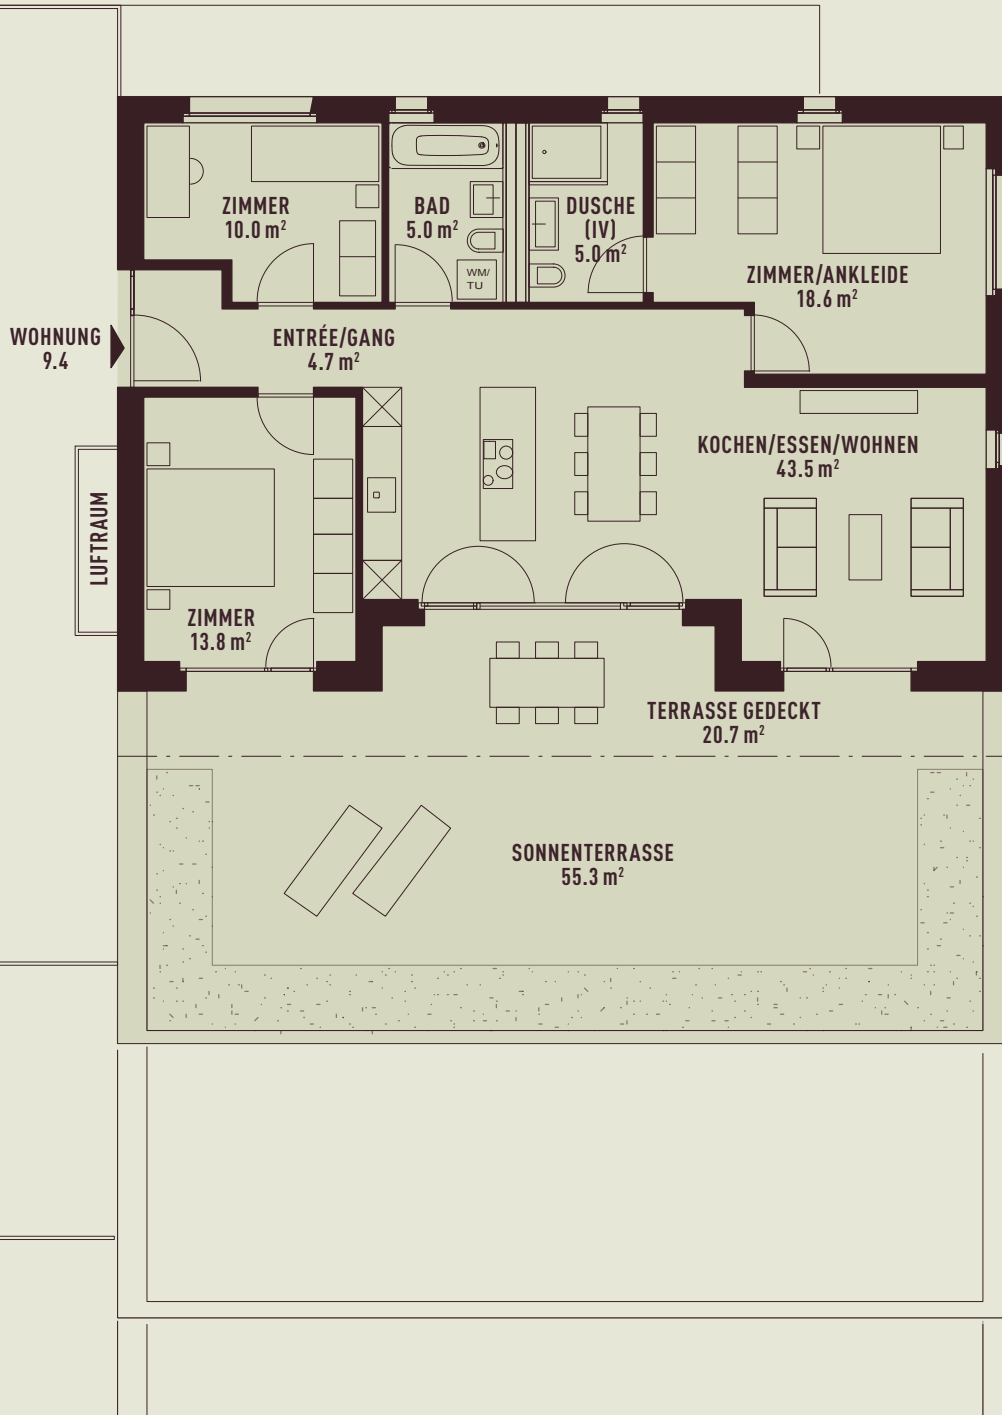 ZIMMER
10.0 m²
BAD
5.0 m²
WM/
TU
DUSCHE
(IV)
5.0 m²
ZIMMER/ANKLEIDE
18.6 m²
WOHNUNG
9.4
ENTRÉE/GANG
4.7 m²
KOCHEN/ESSEN/WOHNEN
43.5 m²
LUFTRAUM
ZIMMER
13.8 m²
TERRASSE GEDECKT
20.7 m²
SONNENTERRASSE
55.3 m²